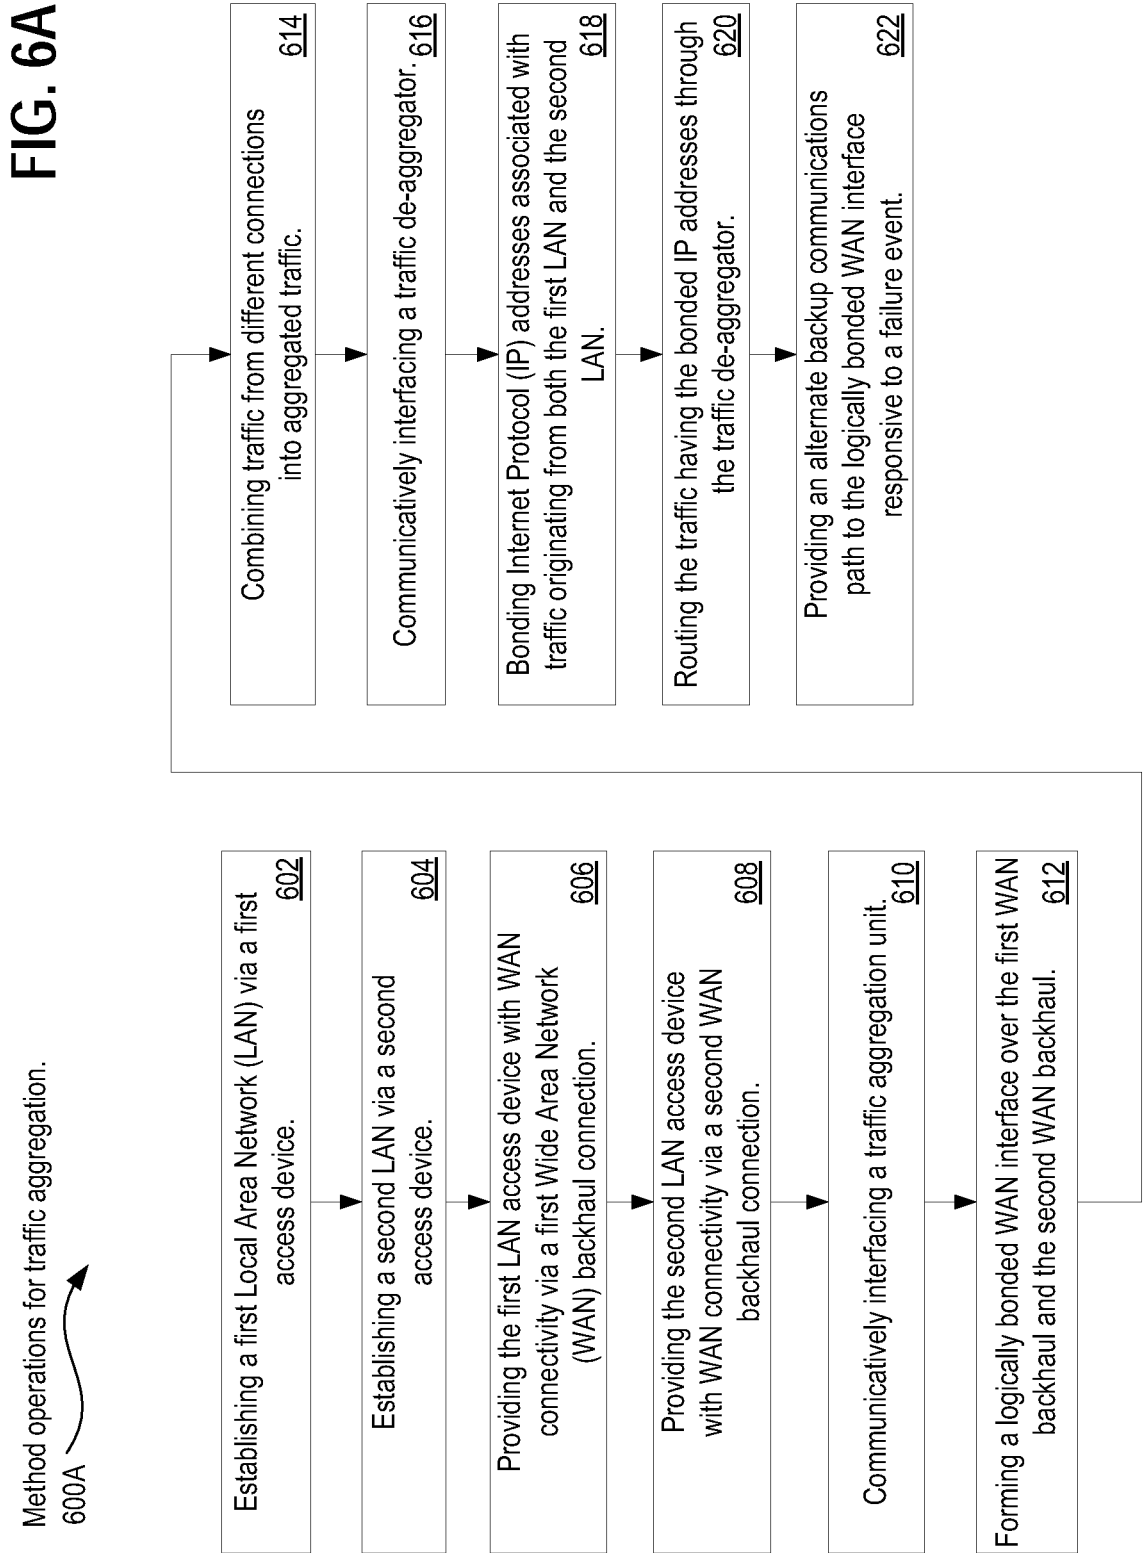 FIG. 6A
Method operations for traffic aggregation.
600A
Establishing a first Local Area Network (LAN) via a first
access device.
602
Establishing a second LAN via a second
access device.
604
Providing the first LAN access device with WAN
connectivity via a first Wide Area Network
(WAN) backhaul connection.
606
Providing the second LAN access device
with WAN connectivity via a second WAN
backhaul connection.
608
Communicatively interfacing a traffic aggregation unit.
610
Forming a logically bonded WAN interface over the first WAN
backhaul and the second WAN backhaul.
612
Combining traffic from different connections
into aggregated traffic.
614
Communicatively interfacing a traffic de-aggregator.
616
Bonding Internet Protocol (IP) addresses associated with
traffic originating from both the first LAN and the second
LAN.
618
Routing the traffic having the bonded IP addresses through
the traffic de-aggregator.
620
Providing an alternate backup communications
path to the logically bonded WAN interface
responsive to a failure event.
622